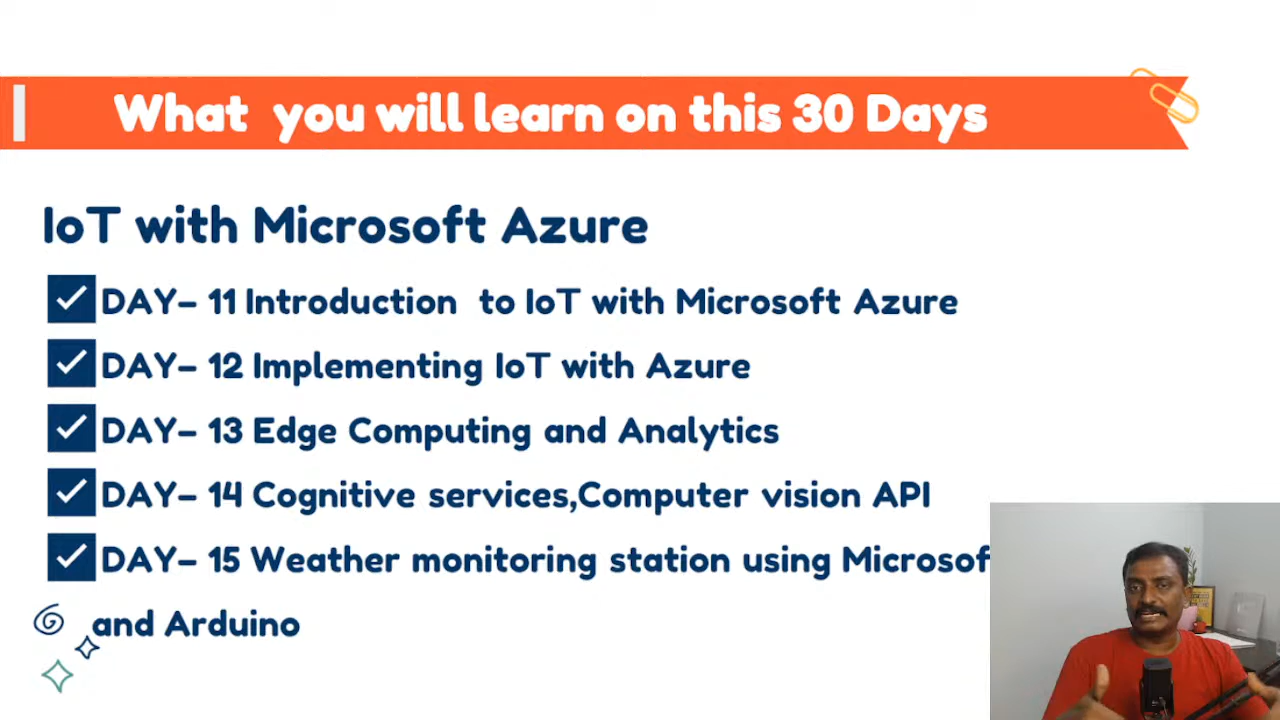 What you will learn on this 30 Days
IoT with Microsoft Azure
DAY– 11 Introduction to IoT with Microsoft Azure
DAY– 12 Implementing IoT with Azure
DAY– 13 Edge Computing and Analytics
DAY– 14 Cognitive services,Computer vision API
DAY– 15 Weather monitoring station using Microsof
and Arduino